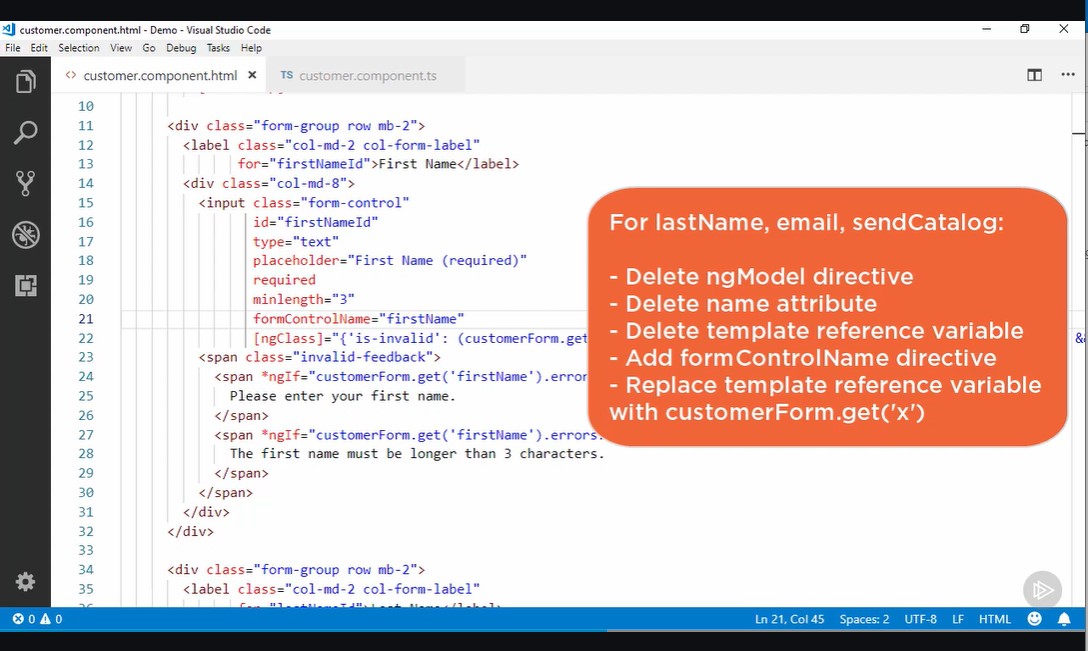 customer.component.html - Demo - Visual Studio Code
File Edit Selection View Go Debug Tasks Help
<> customer.component.html × TS customer.component.ts ...
10
11 <div class="form-group row mb-2">
12 <label class="col-md-2 col-form-label"
13 for="firstNameId">First Name</label>
14 <div class="col-md-8">
15 <input class="form-control"
16 id="firstNameId"
17 type="text"
18 placeholder="First Name (required)"
19 required
20 minlength="3"
21 formControlName="firstName"
22 [ngClass]="{'is-invalid': (customerForm.get
23 <span class="invalid-feedback">
24 <span *ngIf="customerForm.get('firstName').error
25 Please enter your first name.
26 </span>
27 <span *ngIf="customerForm.get('firstName').errors
28 The first name must be longer than 3 characters.
29 </span>
30 </span>
31 </div>
32 </div>
33
34 <div class="form-group row mb-2">
35 <label class="col-md-2 col-form-label"
36 for="lastNameId">Last Name</label>
For lastName, email, sendCatalog:
- Delete ngModel directive
- Delete name attribute
- Delete template reference variable
- Add formControlName directive
- Replace template reference variable
with customerForm.get('x')
0 0 Ln 21, Col 45 Spaces: 2 UTF-8 LF HTML